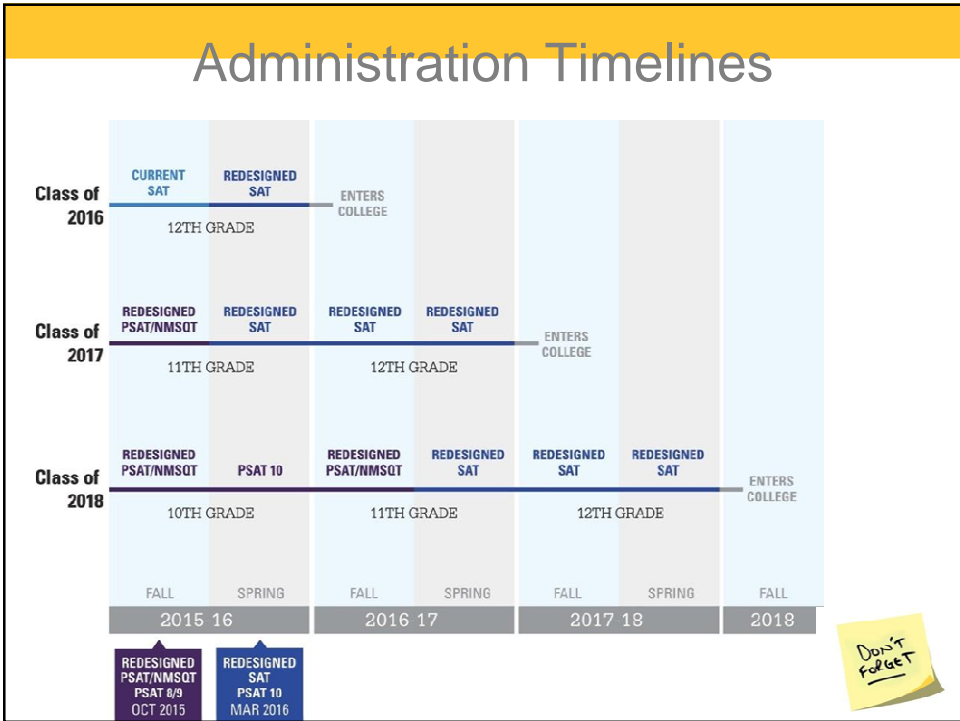 Administration Timelines
CURRENT
SAT
REDESIGNED
SAT
Class of
2016
ENTERS
COLLEGE
12TH GRADE
REDESIGNED
PSAT/NMSQT
REDESIGNED
SAT
REDESIGNED
SAT
REDESIGNED
SAT
Class of
2017
ENTERS
COLLEGE
11TH GRADE
12TH GRADE
REDESIGNED
PSAT/NMSQT
PSAT 10
REDESIGNED
PSAT/NMSQT
REDESIGNED
SAT
REDESIGNED
SAT
REDESIGNED
SAT
Class of
2018
ENTERS
COLLEGE
10TH GRADE
11TH GRADE
12TH GRADE
FALL
SPRING
FALL
SPRING
FALL
SPRING
FALL
2015 16
2016 17
2017-18
2018
REDESIGNED
PSAT/NMSQT
PSAT 8/9
OCT 2015
REDESIGNED
SAT
PSAT 10
MAR 2016
DON'T
FORGET